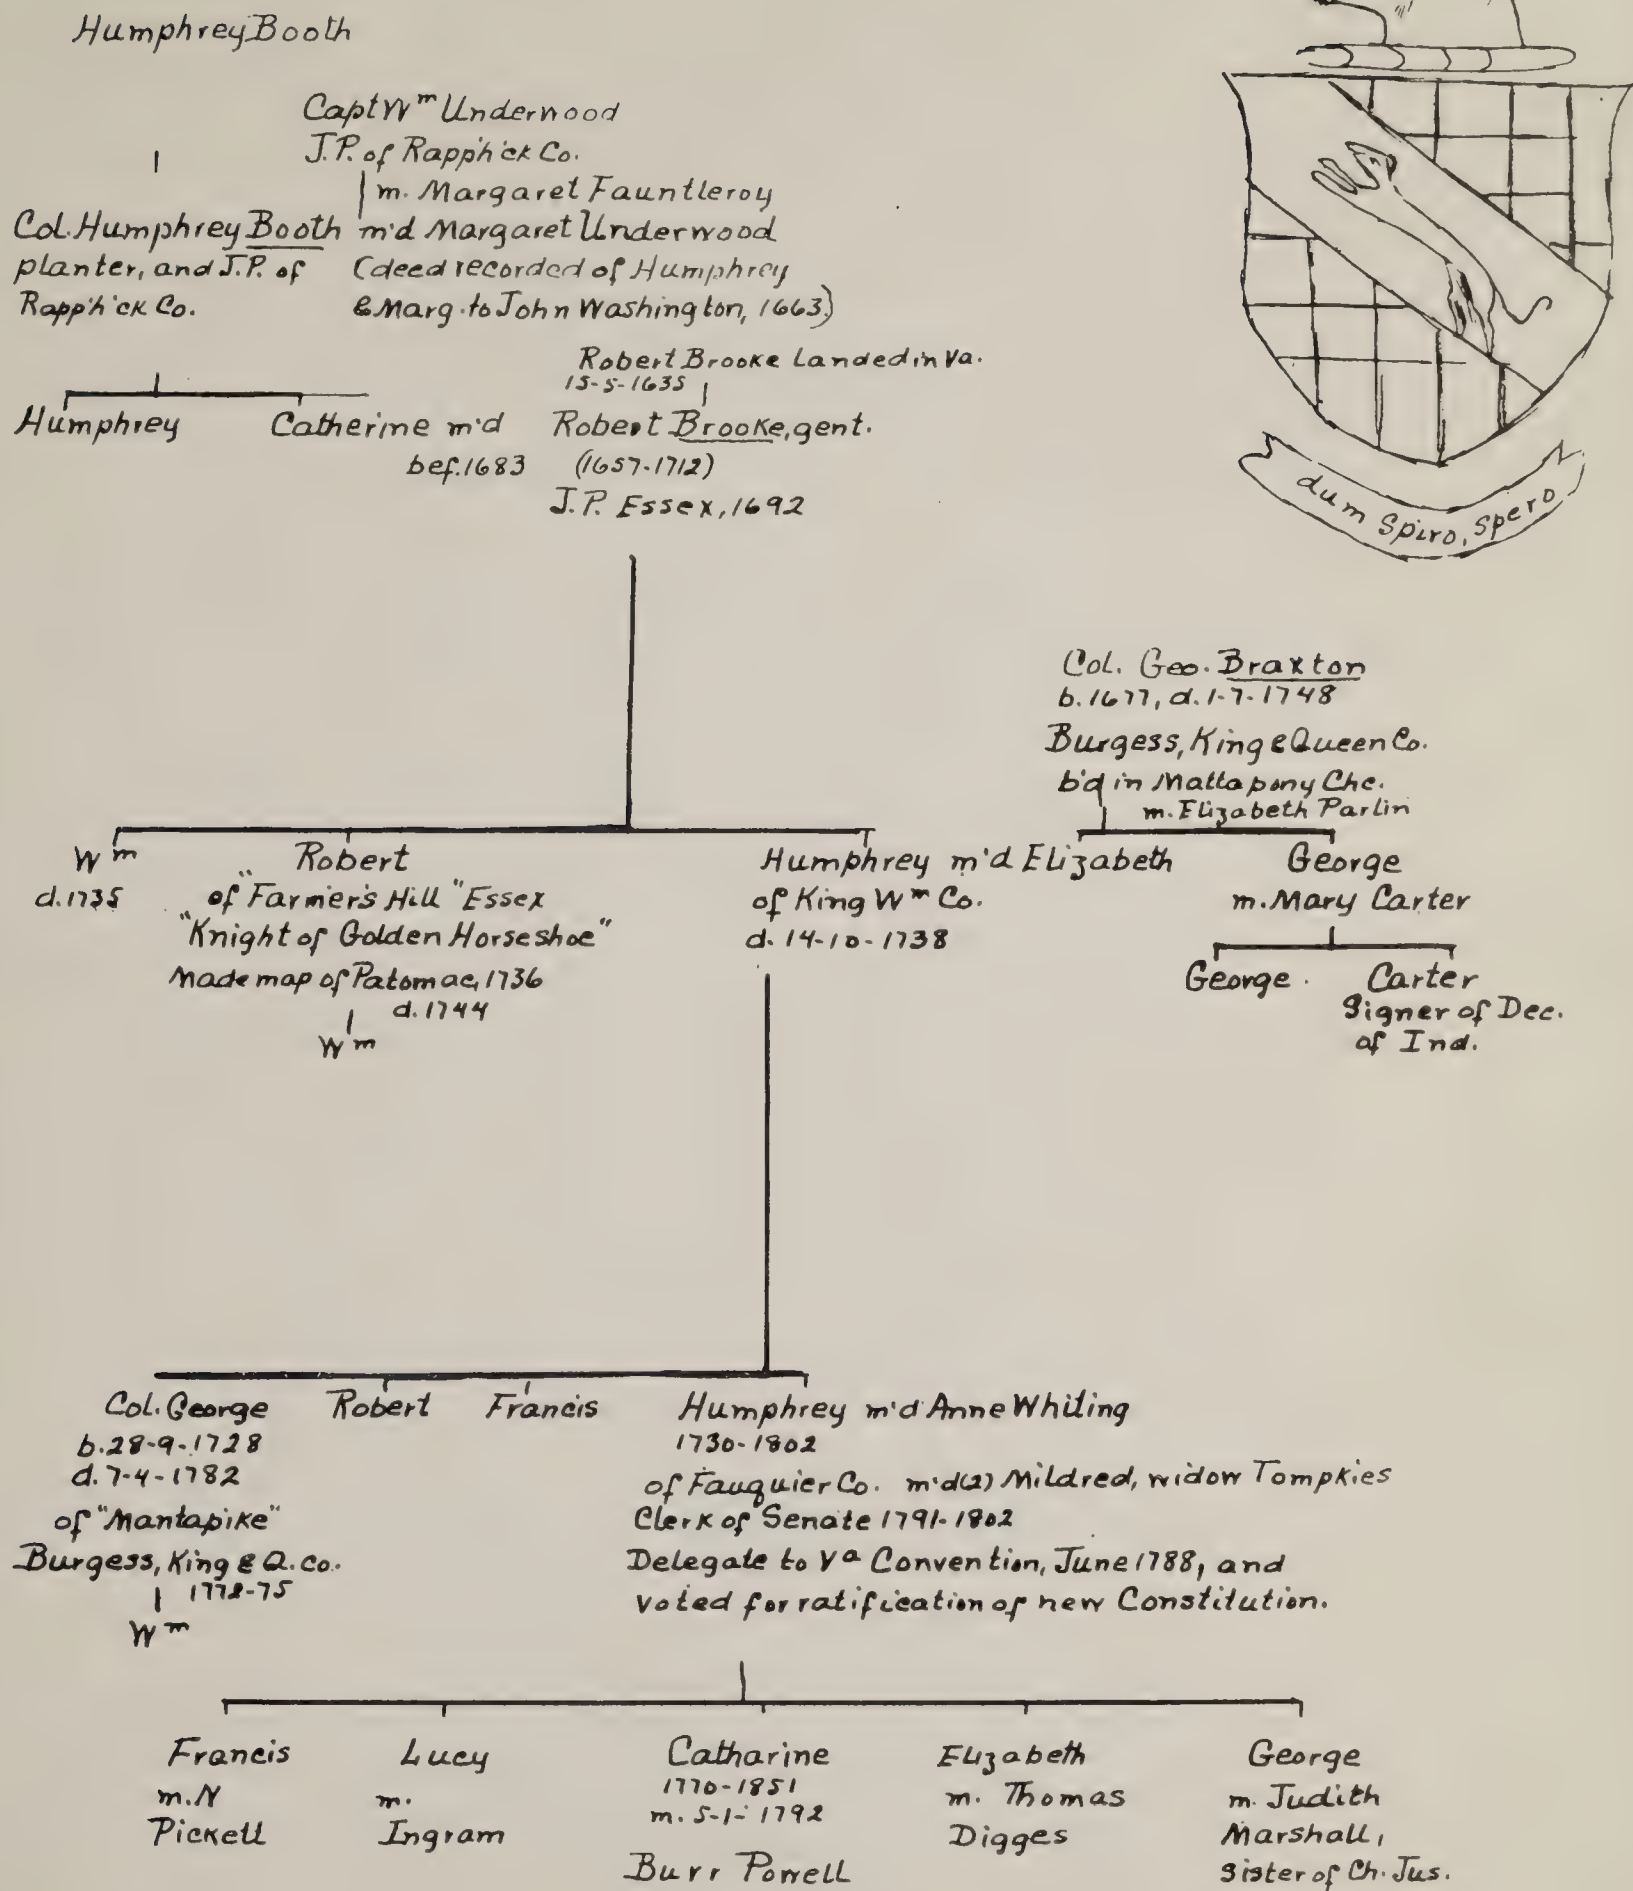 Humphrey Booth
Capt Wm Underwood
J.P. of Rapph'ck Co.
m. Margaret Fauntleroy
Col. Humphrey Booth m'd Margaret Underwood
planter, and J.P. of (deed recorded of Humphrey
Rapp'h'ck Co. & Marg. to John Washington, 1663)
Robert Brooke Landed in Va.
15-5-1635
Humphrey Catherine m'd Robert Brooke, gent.
bef. 1683 (1657-1712)
J.P. Essex, 1692
dum Spiro, Spero
Col. Geo. Braxton
b. 1677, d. 1-7-1748
Burgess, King & Queen Co.
b'd in Mattapony Chc.
m. Elizabeth Parlin
Wm Robert Humphrey m'd Elizabeth George
d. 1735 of "Farmer's Hill" Essex of King Wm Co. m. Mary Carter
"Knight of Golden Horseshoe" d. 14-10-1738
Made map of Patomac, 1736 George. Carter
d. 1744 Signer of Dec.
Wm of Ind.
Col. George Robert Francis Humphrey m'd Anne Whiting
b. 28-9-1728 1730-1802
d. 7-4-1782 of Fauquier Co. m'd(2) Mildred, widow Tompkies
of "Mantapike" Clerk of Senate 1791-1802
Burgess, King & Q. co. Delegate to Va Convention, June 1788, and
1772-75 voted for ratification of new Constitution.
Wm
Francis Lucy Catharine Elizabeth George
m. N m. 1770-1851 m. Thomas m. Judith
Pickett Ingram m. 5-1-1792 Digges Marshall,
Burr Powell Sister of Ch. Jus.